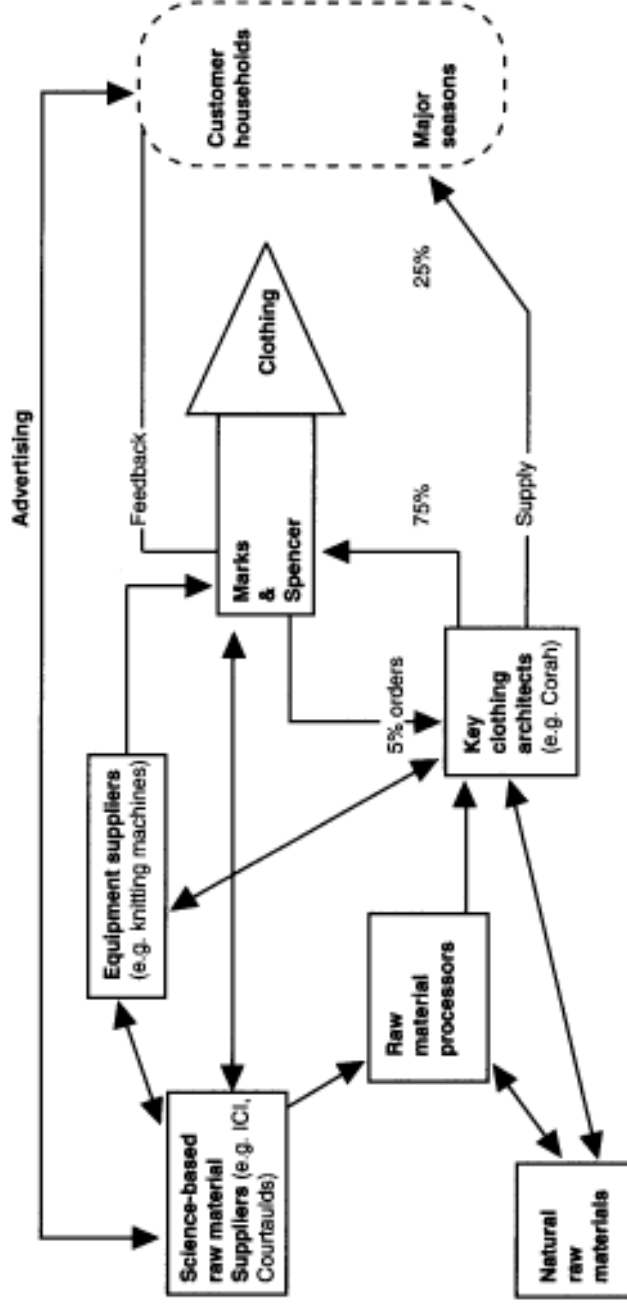 Advertising
Feedback
Customer
households
Equipment suppliers
(e.g. knitting machines)
Marks
&
Spencer
Clothing
Science-based
raw material
Suppliers (e.g. ICI,
Courtaulds)
5% orders
75%
25%
Major
seasons
Raw
material
processors
Key
clothing
architects
(e.g. Corah)
Supply
Natural
raw
materials